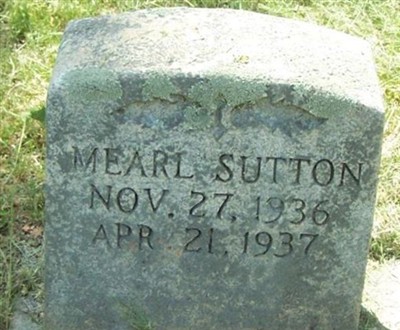 MEARL SUTTON
NOV. 27, 1936
APR. 21, 1937